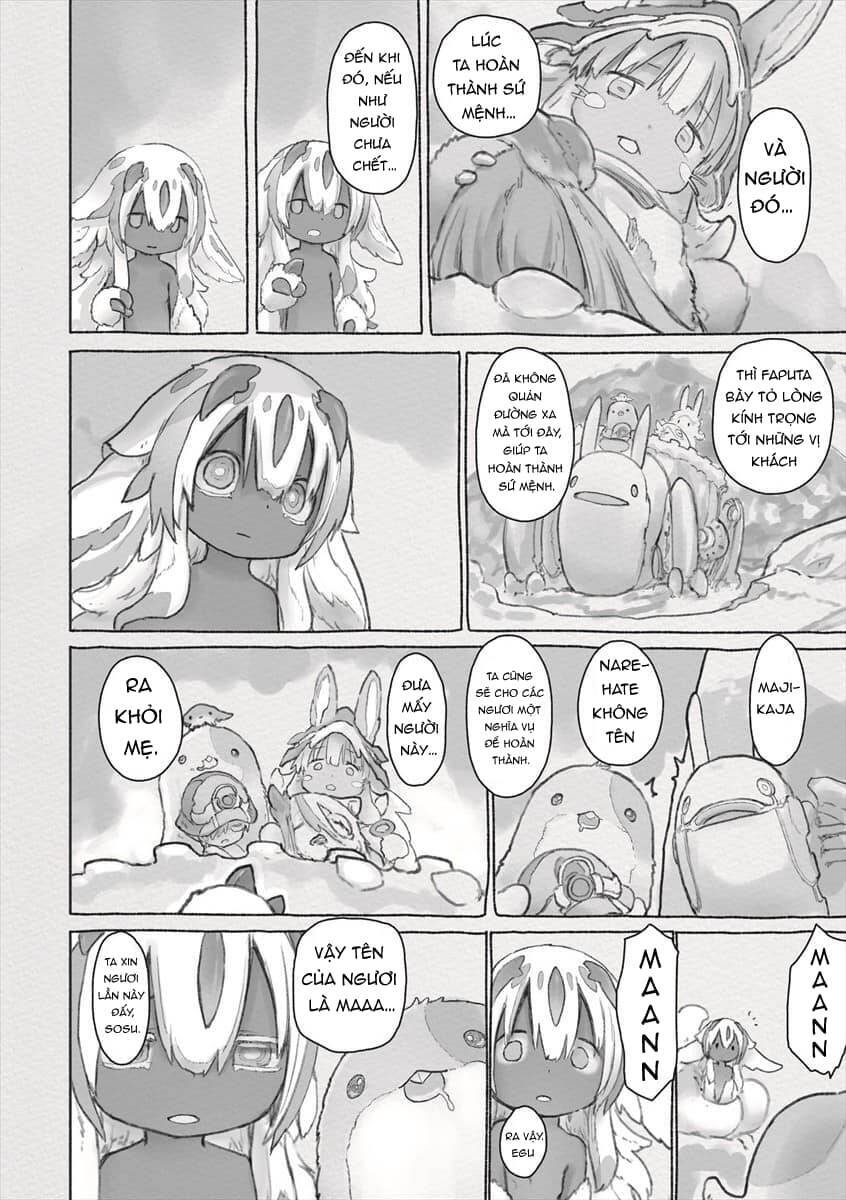 VÀ
NGƯỜI
ĐÓ...
LÚC
TA HOÀN
THÀNH SỨ
MỆNH...
ĐẾN KHI
ĐÓ, NẾU
NHƯ
NGƯỜI
CHƯA
CHẾT...
THÌ FAPUTA
BÀY TỎ LÒNG
KÍNH TRỌNG
TỚI NHỮNG VỊ
KHÁCH
ĐÃ KHÔNG
QUẢN
ĐƯỜNG XA
MÀ TỚI ĐÂY,
GIÚP TA
HOÀN THÀNH
SỨ MỆNH.
MAJI-
KAJA
NARE-
HATE
KHÔNG
TÊN
TA CŨNG
SẼ CHO CÁC
NGƯƠI MỘT
NGHĨA VỤ
ĐỂ HOÀN
THÀNH.
ĐƯA
MẤY
NGƯỜI
NÀY...
RA
KHỎI
MẸ.
MAANN
MAANN
RA VẬY.
EGU
VẬY TÊN
CỦA NGƯƠI
LÀ MAAA...
TA XIN
NGƯƠI
LẦN NÀY
ĐẤY,
SOSU.